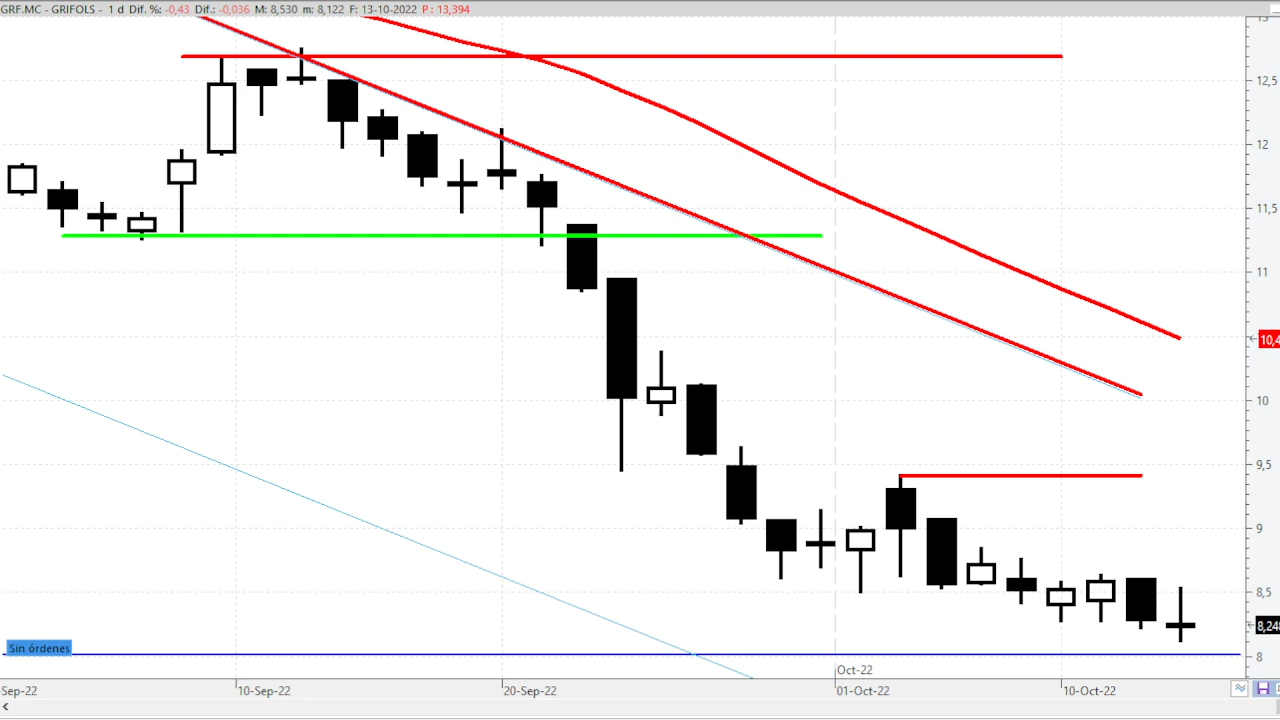 GRF.MC - GRIFOLS - 1 d Dif. %: -0,43 Dif.: -0,036 M: 8,530 m: 8,122 F: 13-10-2022 P : 13,394
13
12,5
12
11,5
11
10,4
10
9,5
9
8,5
8,248
8
Sin órdenes
Oct-22
Sep-22
10-Sep-22
20-Sep-22
01-Oct-22
10-Oct-22